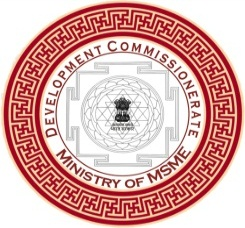 DEVELOPMENT COMMISSIONERATE
MINISTRY OF MSME